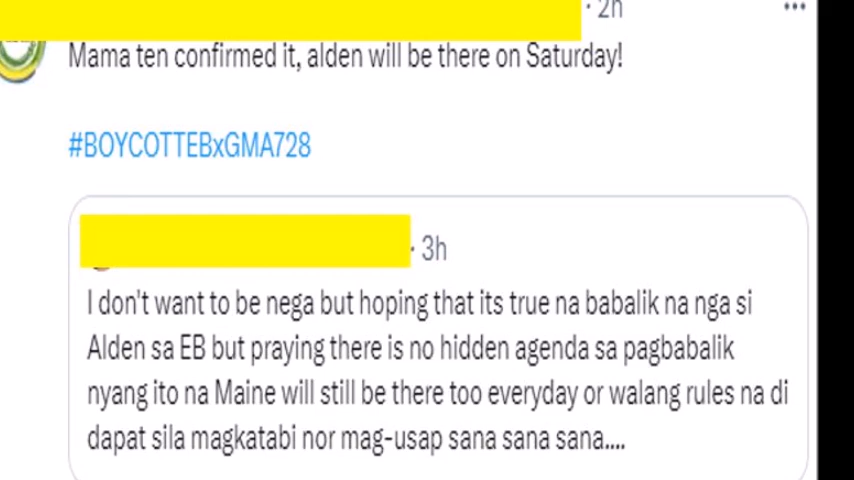 · 2h
Mama ten confirmed it, alden will be there on Saturday!
#BOYCOTTEBxGMA728
· 3h
I don't want to be nega but hoping that its true na babalik na nga si
Alden sa EB but praying there is no hidden agenda sa pagbabalik
nyang ito na Maine will still be there too everyday or walang rules na di
dapat sila magkatabi nor mag-usap sana sana sana....